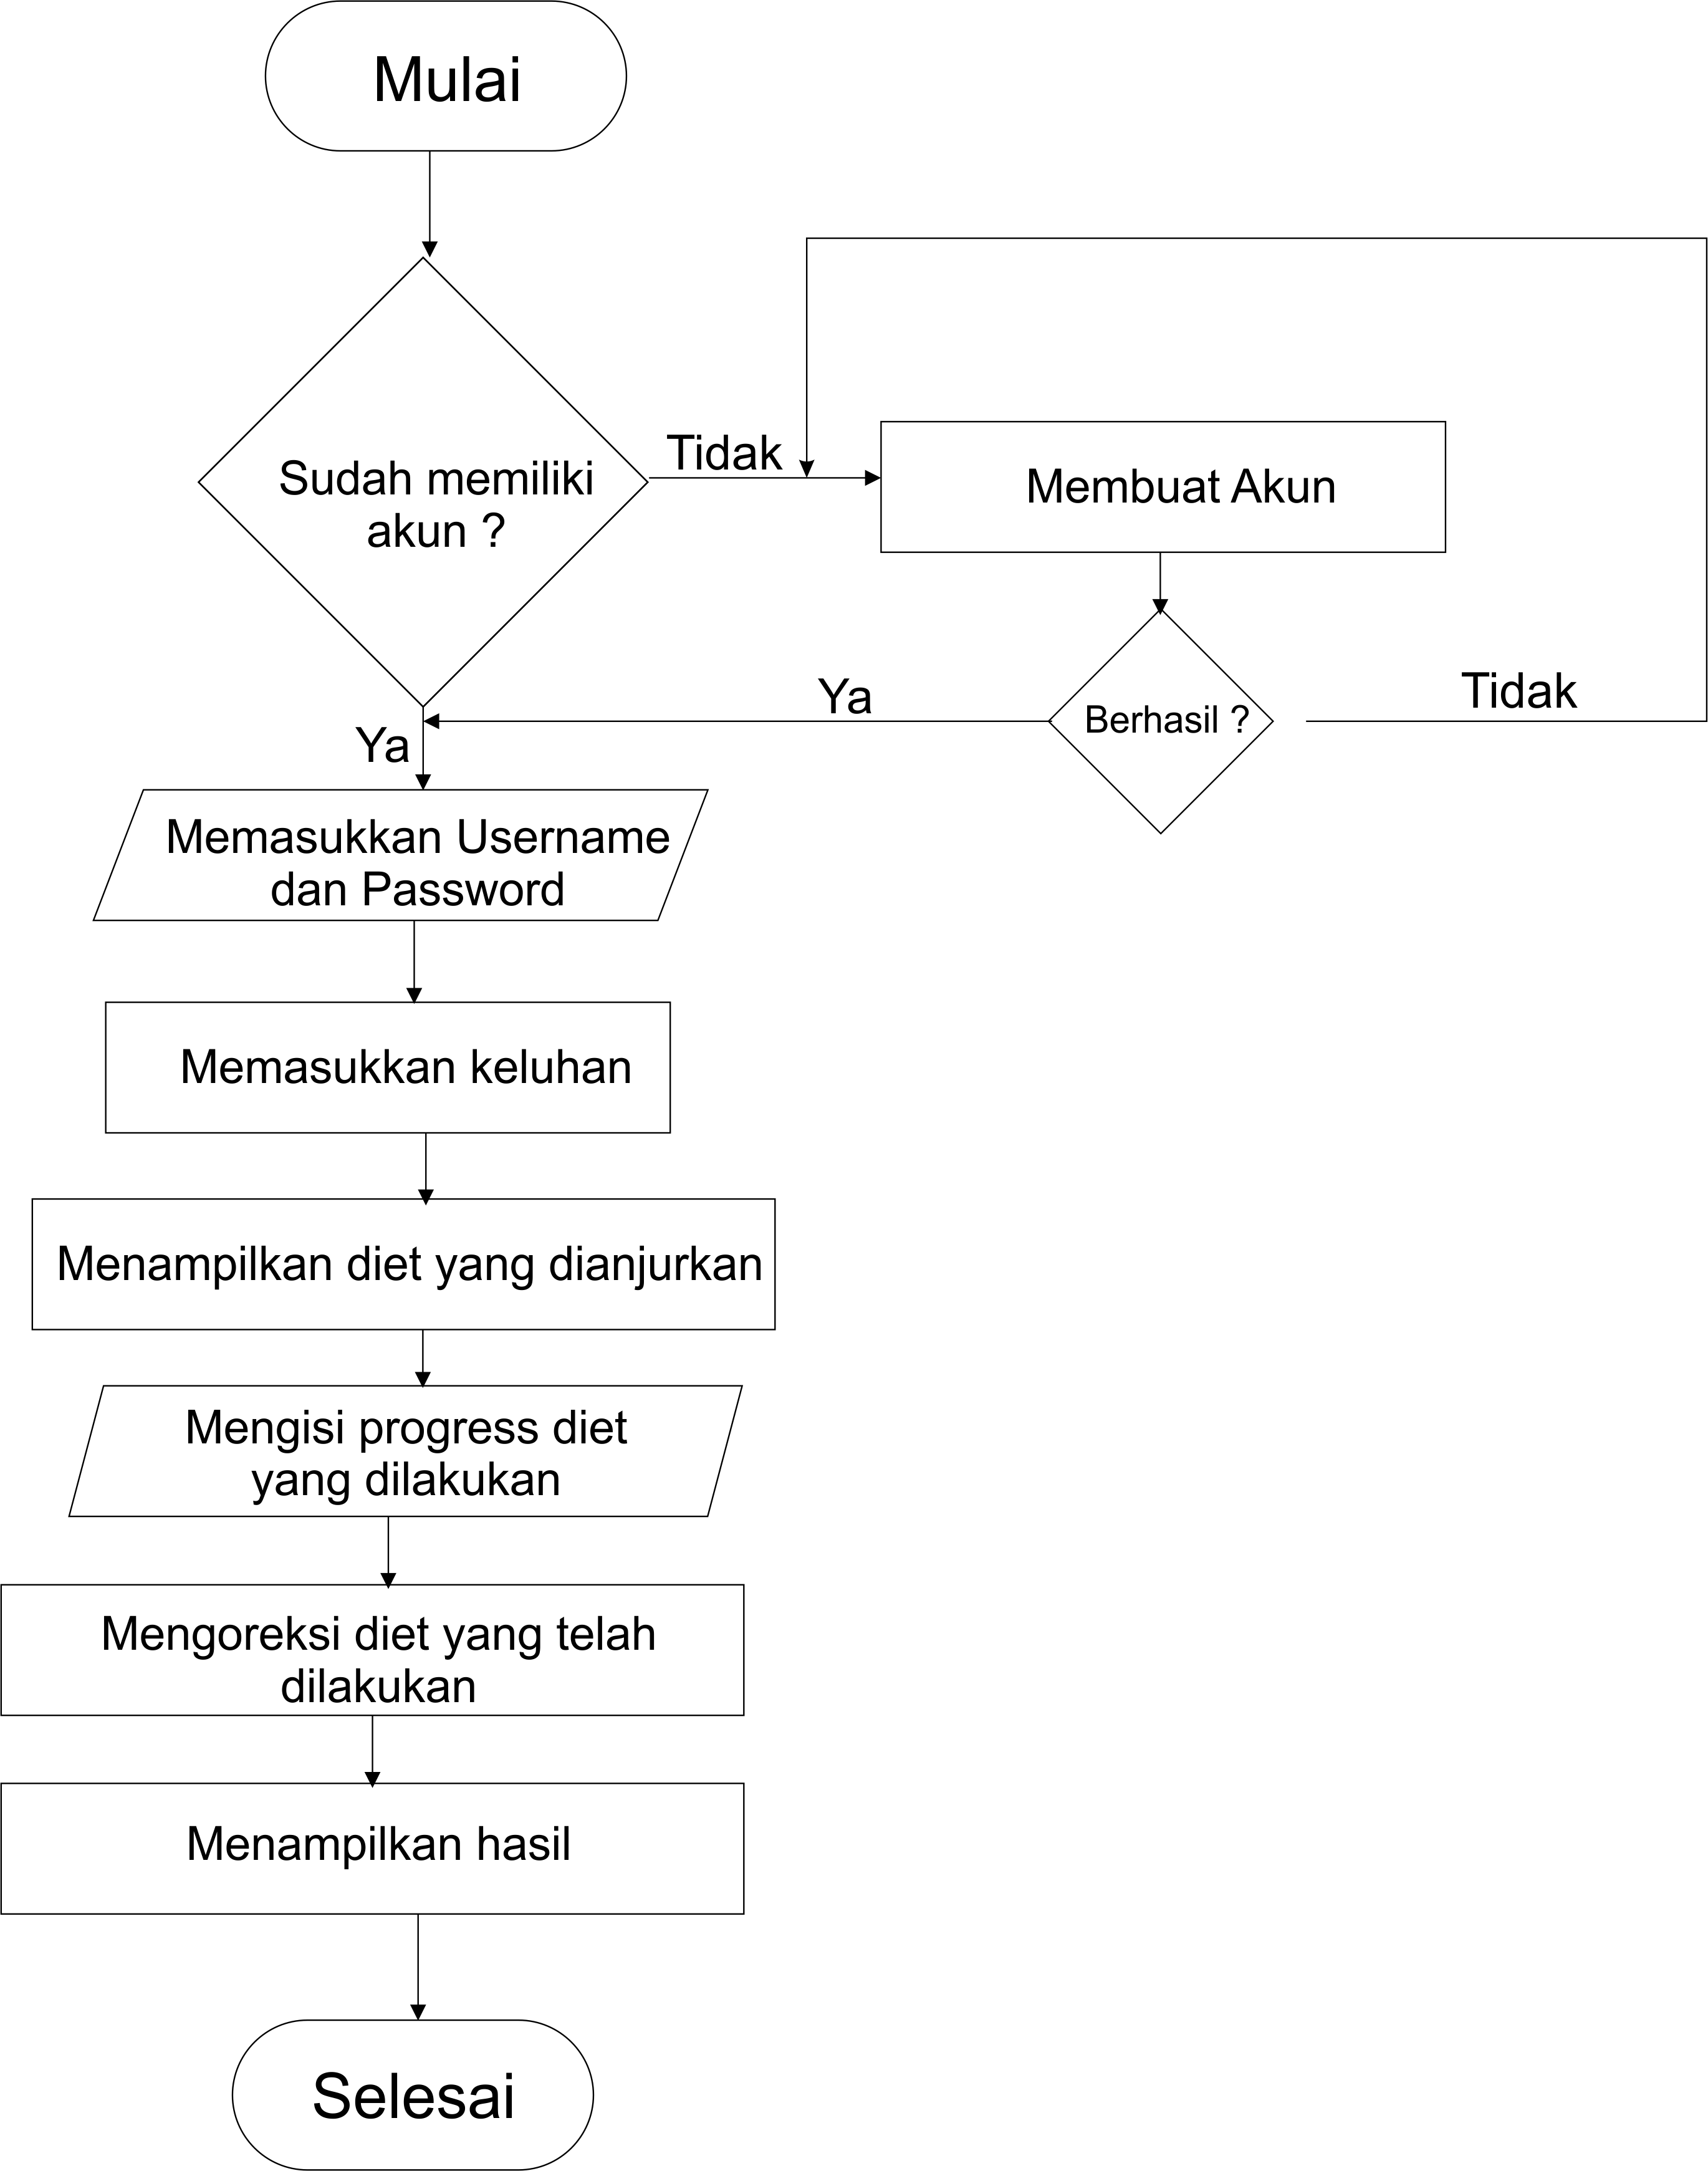 Mulai
Sudah memiliki
akun ?
Tidak
Membuat Akun
Berhasil ?
Tidak
Ya
Ya
Memasukkan Username
dan Password
Memasukkan keluhan
Menampilkan diet yang dianjurkan
Mengisi progress diet
yang dilakukan
Mengoreksi diet yang telah
dilakukan
Menampilkan hasil
Selesai